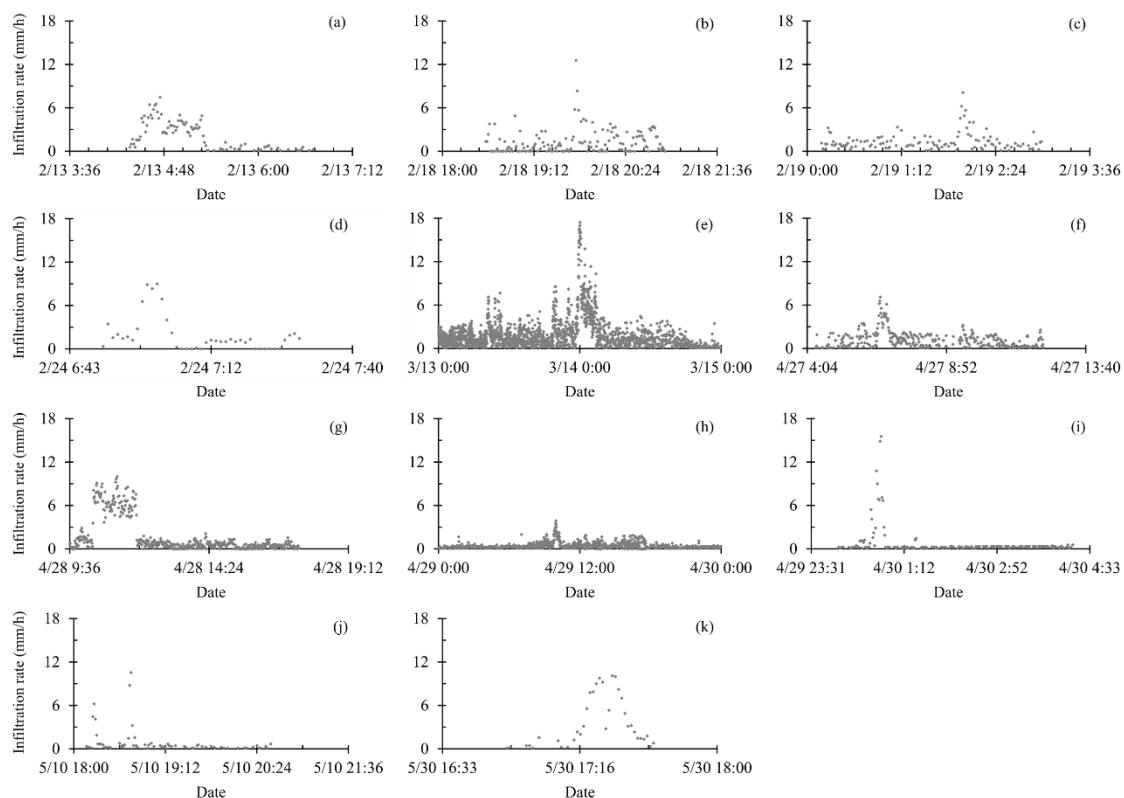 Infiltration rate (mm/h)
18
12
6
0
(a)
2/13 3:36 2/13 4:48 2/13 6:00 2/13 7:12
Date
18
12
6
0
(b)
2/18 18:00 2/18 19:12 2/18 20:24 2/18 21:36
Date
18
12
6
0
(c)
2/19 0:00 2/19 1:12 2/19 2:24 2/19 3:36
Date
Infiltration rate (mm/h)
18
12
6
0
(d)
2/24 6:43 2/24 7:12 2/24 7:40
Date
18
12
6
0
(e)
3/13 0:00 3/14 0:00 3/15 0:00
Date
18
12
6
0
(f)
4/27 4:04 4/27 8:52 4/27 13:40
Date
Infiltration rate (mm/h)
18
12
6
0
(g)
4/28 9:36 4/28 14:24 4/28 19:12
Date
18
12
6
0
(h)
4/29 0:00 4/29 12:00 4/30 0:00
Date
18
12
6
0
(i)
4/29 23:31 4/30 1:12 4/30 2:52 4/30 4:33
Date
Infiltration rate (mm/h)
18
12
6
0
(j)
5/10 18:00 5/10 19:12 5/10 20:24 5/10 21:36
Date
18
12
6
0
(k)
5/30 16:33 5/30 17:16 5/30 18:00
Date